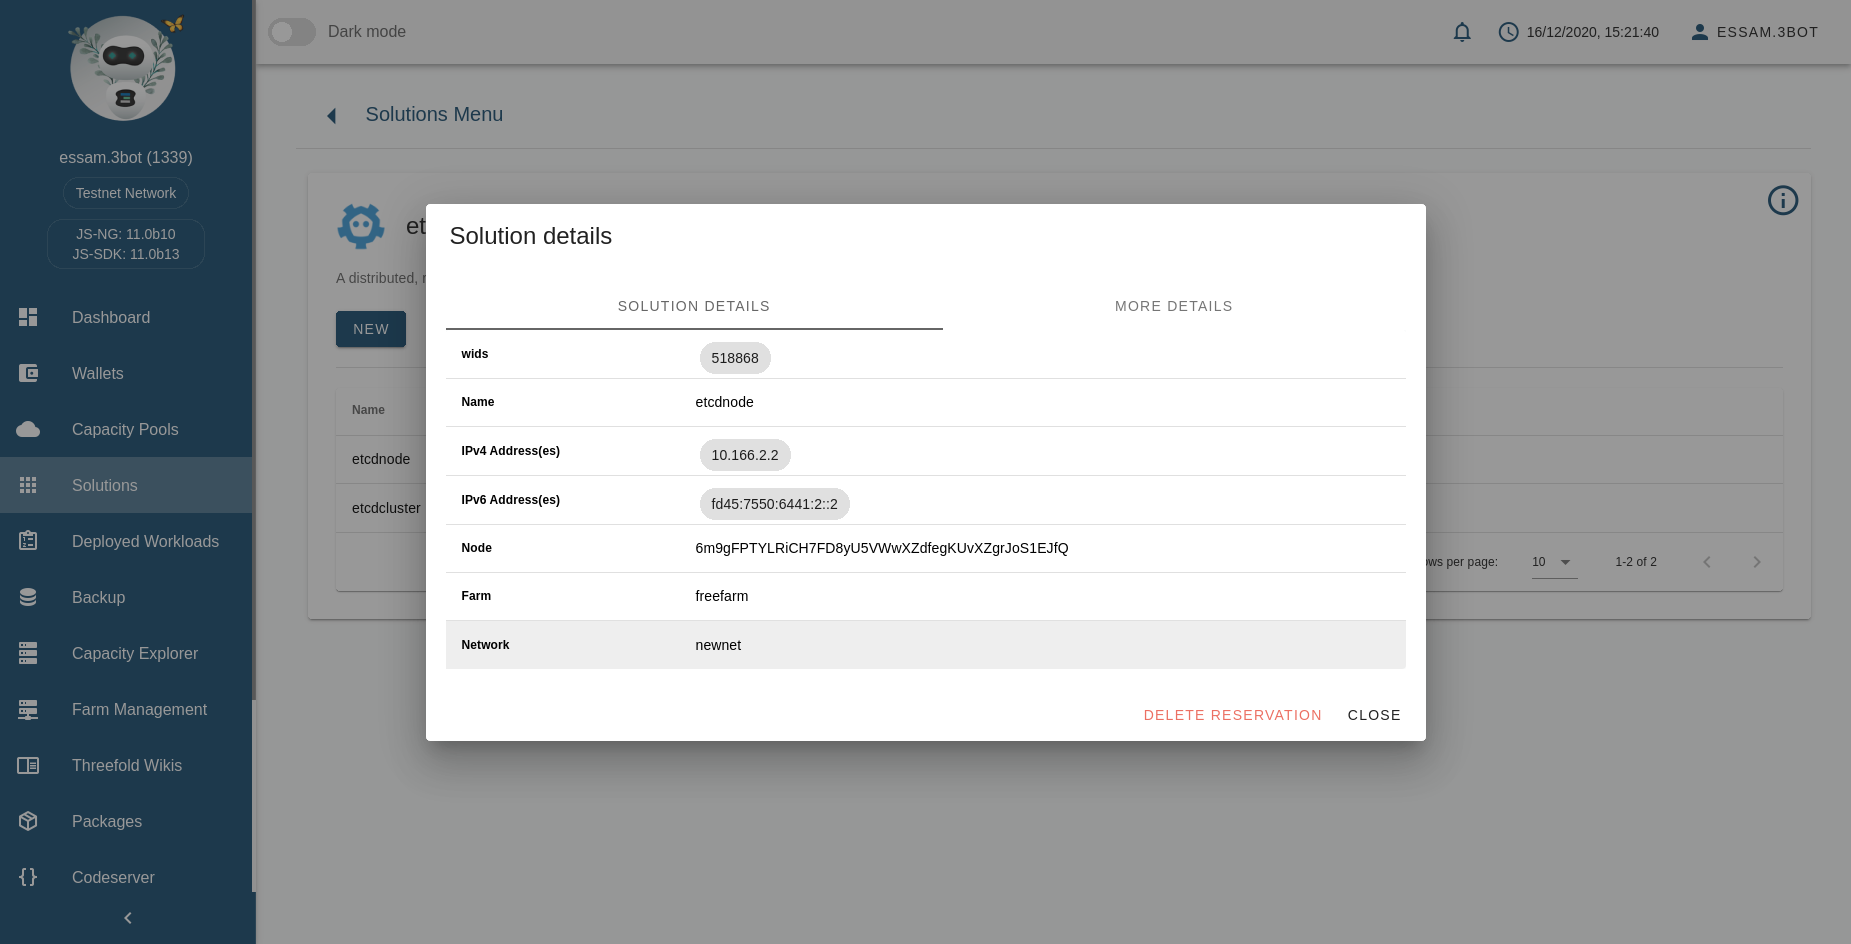 Dark mode
16/12/2020, 15:21:40
ESSAM.3BOT
essam.3bot (1339)
Testnet Network
JS-NG: 11.0b10
JS-SDK: 11.0b13
Dashboard
Wallets
Capacity Pools
Solutions
Deployed Workloads
Backup
Capacity Explorer
Farm Management
Threefold Wikis
Packages
Codeserver
Solutions Menu
A distributed,
NEW
Name
etcdnode
etcdcluster
per page:
10
1-2 of 2
Solution details
SOLUTION DETAILS
MORE DETAILS
wids
518868
Name
etcdnode
IPv4 Address(es)
10.166.2.2
IPv6 Address(es)
fd45:7550:6441:2::2
Node
6m9gFPTYLRiCH7FD8yU5VWwXZdfegKUvXZgrJoS1EJfQ
Farm
freefarm
Network
newnet
DELETE RESERVATION
CLOSE